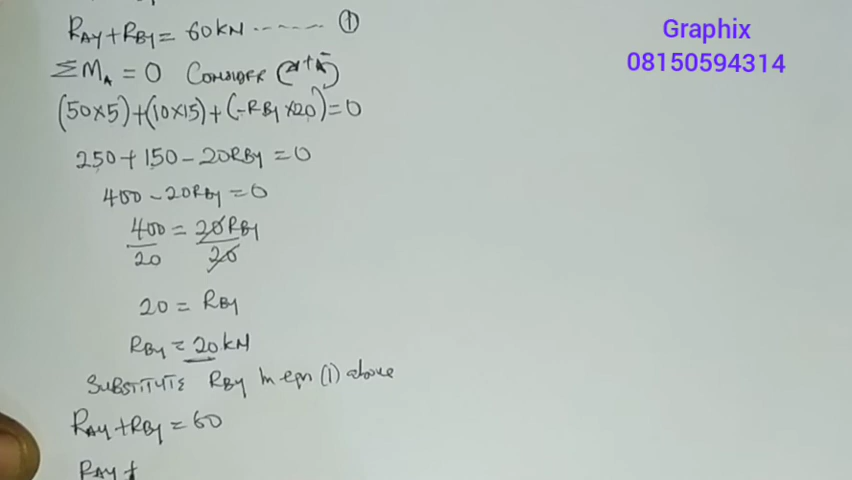 RAY + RBY = 60KN ------- ①
ΣMA = 0 CONSIDER
(50×5)+(10×15)+(-RBY×20)=0
250 + 150 - 20RBY = 0
400 - 20RBY = 0
400/20 = 20RBY/20
20 = RBY
RBY = 20KN
SUBSTITUTE RBY in eqn (1) above
RAY + RBY = 60
RAY +
Graphix
08150594314